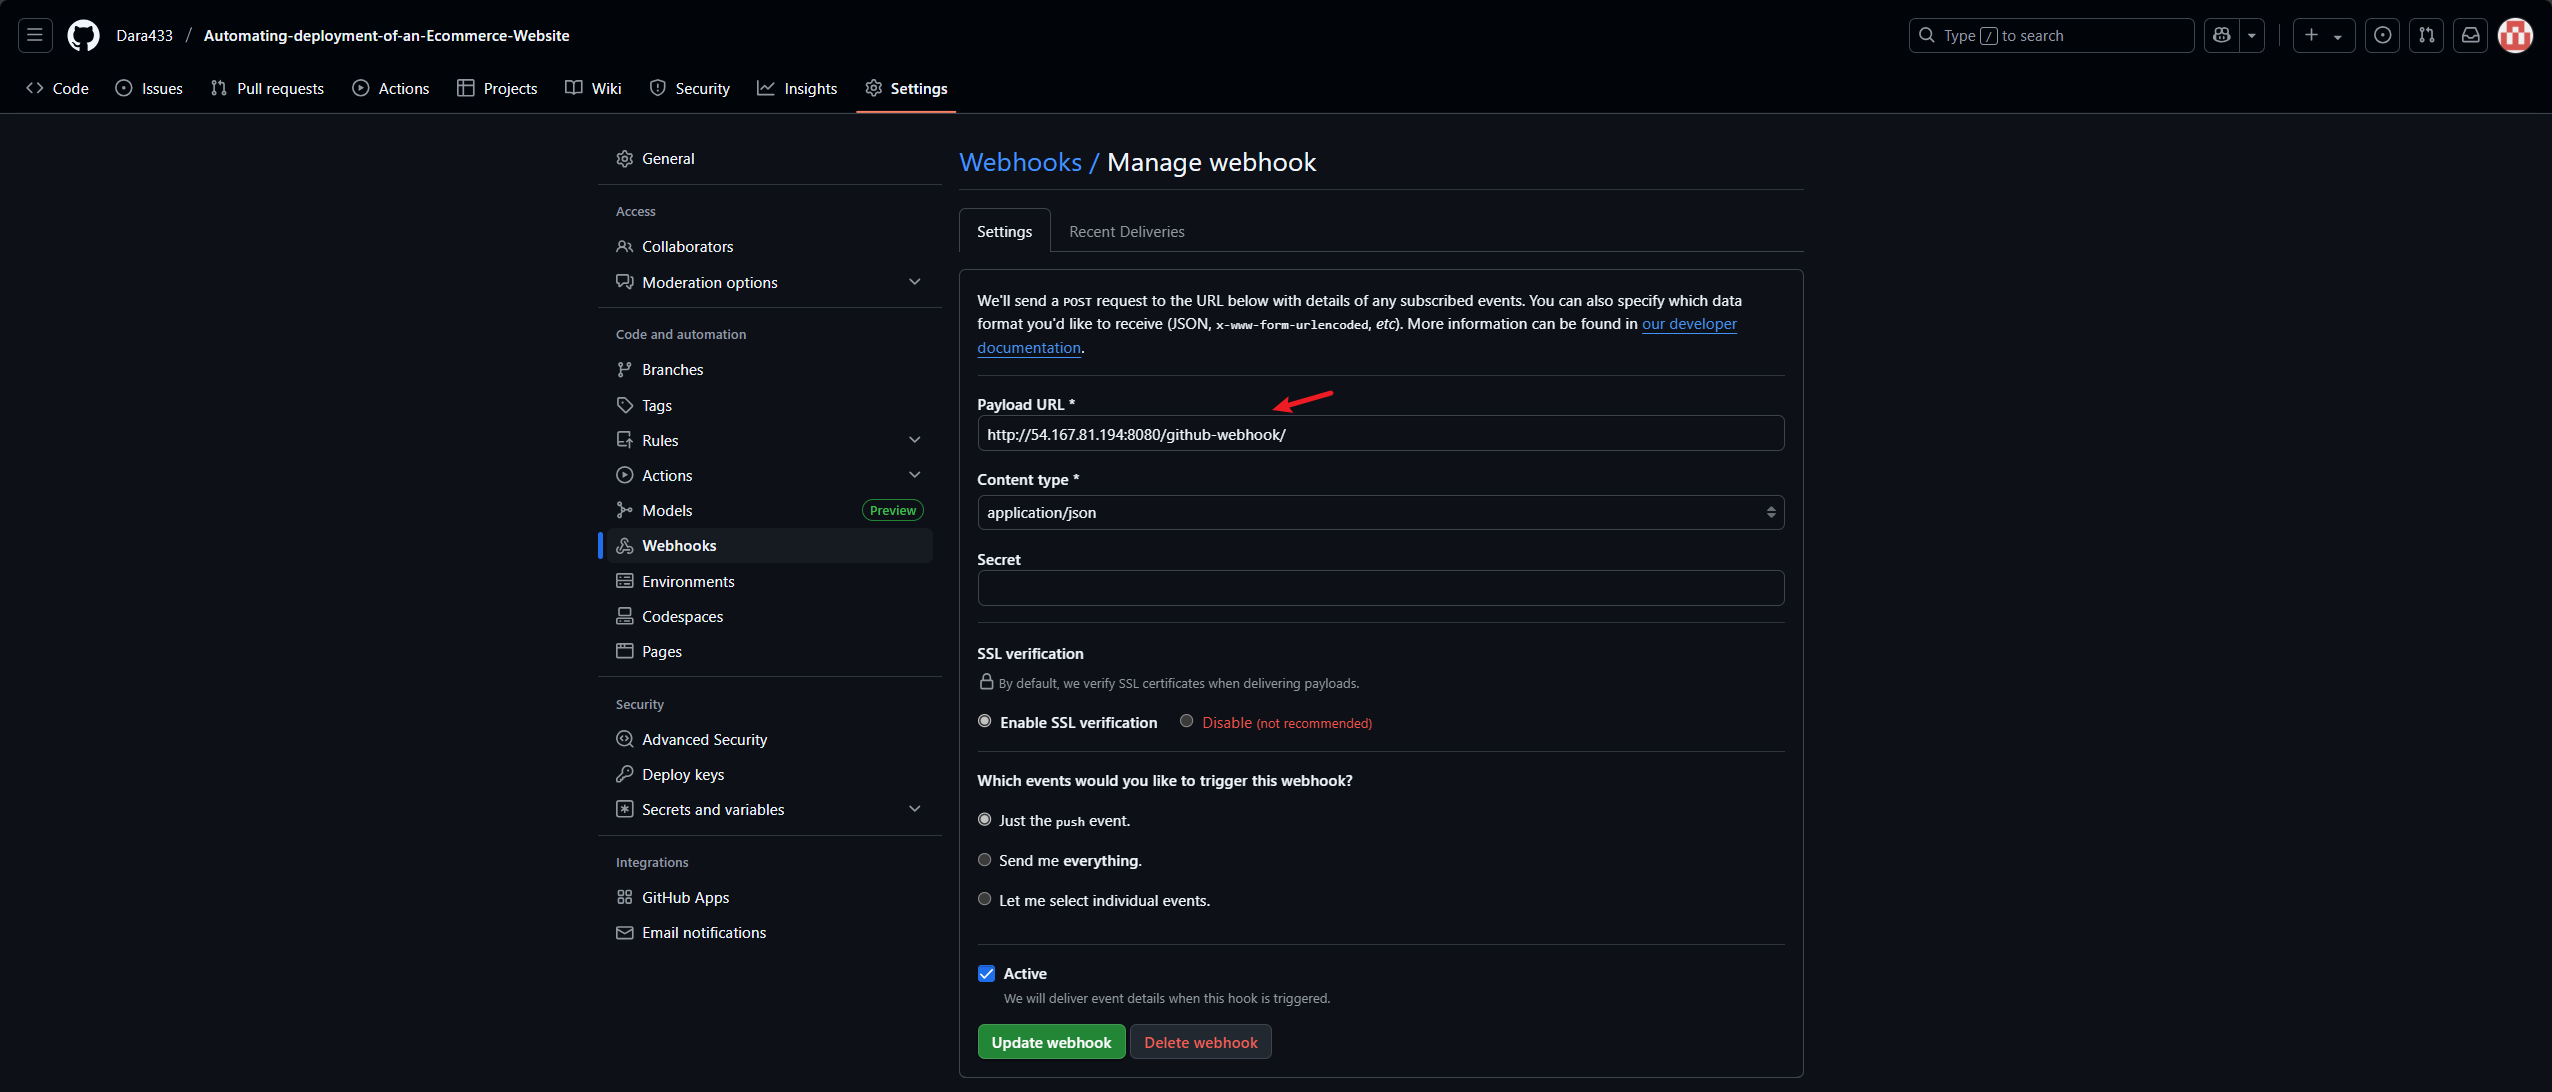 Dara433 / Automating-deployment-of-an-Ecommerce-Website
Type / to search
Code
Issues
Pull requests
Actions
Projects
Wiki
Security
Insights
Settings
General
Access
Collaborators
Moderation options
Code and automation
Branches
Tags
Rules
Actions
Models Preview
Webhooks
Environments
Codespaces
Pages
Security
Advanced Security
Deploy keys
Secrets and variables
Integrations
GitHub Apps
Email notifications
Webhooks / Manage webhook
Settings
Recent Deliveries
We'll send a POST request to the URL below with details of any subscribed events. You can also specify which data
format you'd like to receive (JSON, x-www-form-urlencoded, etc). More information can be found in our developer
documentation.
Payload URL *
http://54.167.81.194:8080/github-webhook/
Content type *
application/json
Secret
SSL verification
By default, we verify SSL certificates when delivering payloads.
Enable SSL verification
Disable (not recommended)
Which events would you like to trigger this webhook?
Just the push event.
Send me everything.
Let me select individual events.
Active
We will deliver event details when this hook is triggered.
Update webhook
Delete webhook